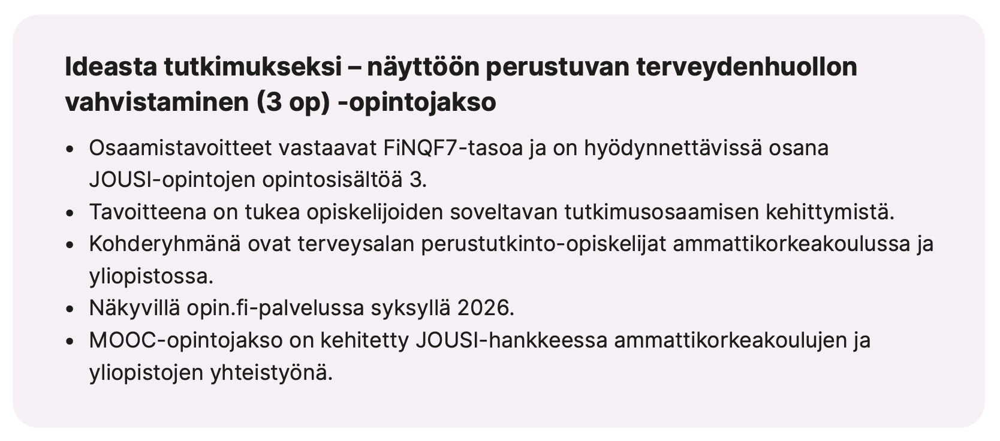 Ideasta tutkimukseksi – näyttöön perustuvan terveydenhuollon
vahvistaminen (3 op) -opintojakso
• Osaamistavoitteet vastaavat FiNQF7-tasoa ja on hyödynnettävissä osana
JOUSI-opintojen opintosisältöä 3.
• Tavoitteena on tukea opiskelijoiden soveltavan tutkimusosaamisen kehittymistä.
• Kohderyhmänä ovat terveysalan perustutkinto-opiskelijat ammattikorkeakoulussa ja
yliopistossa.
• Näkyvillä opin.fi-palvelussa syksyllä 2026.
• MOOC-opintojakso on kehitetty JOUSI-hankkeessa ammattikorkeakoulujen ja
yliopistojen yhteistyönä.